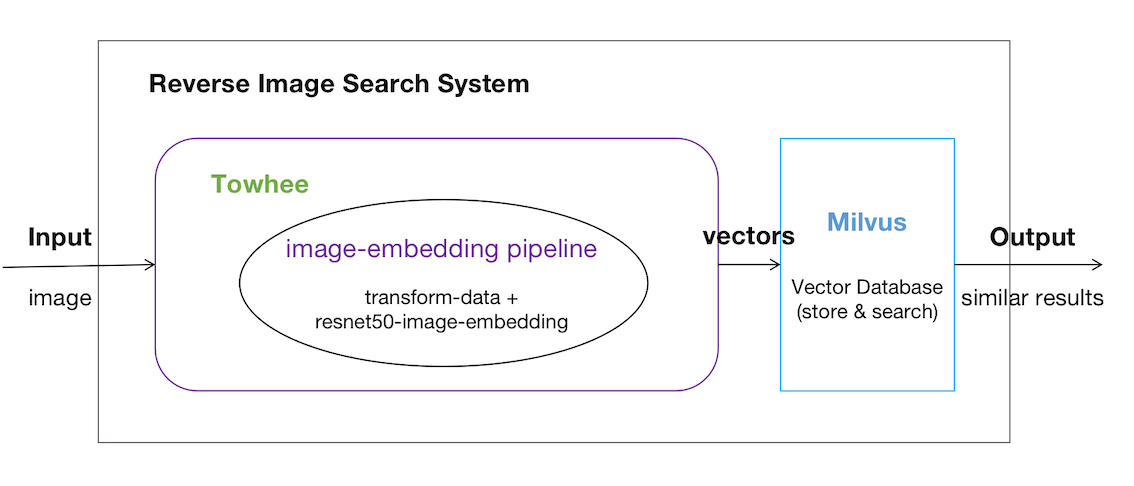 Reverse Image Search System
Towhee
image-embedding pipeline
transform-data +
resnet50-image-embedding
Input
image
vectors
Milvus
Vector Database
(store & search)
Output
similar results